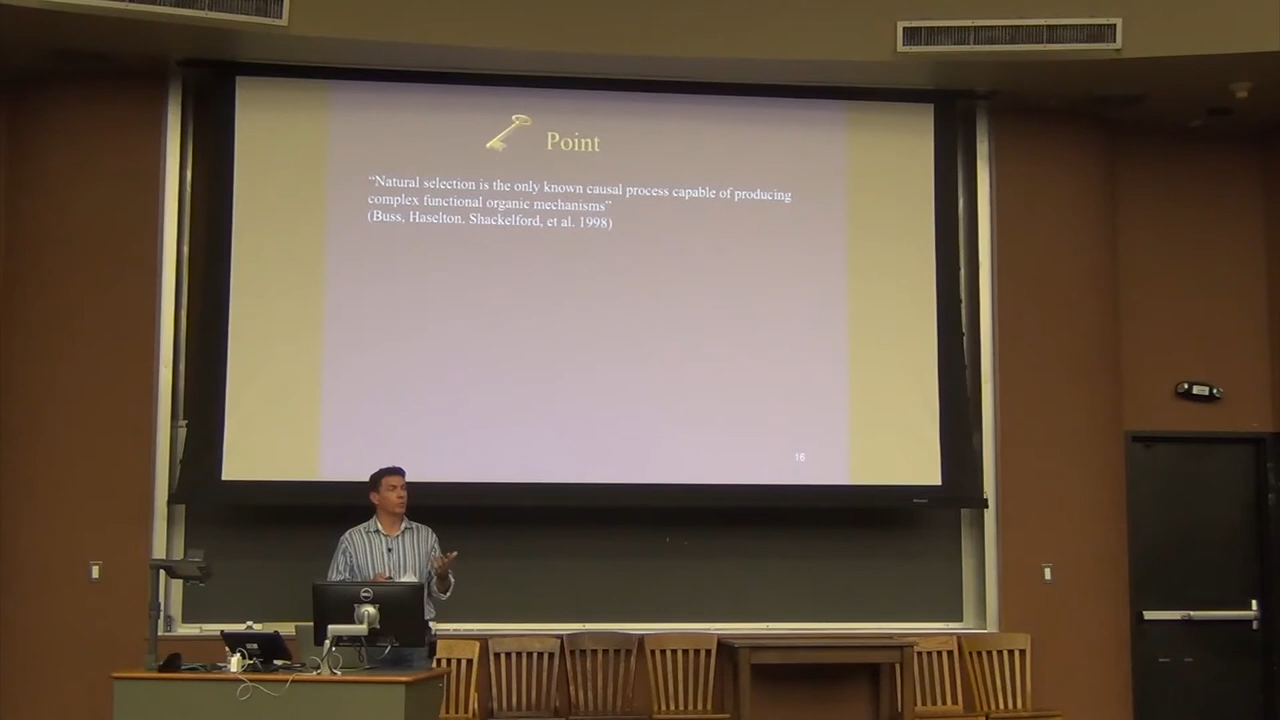 Point
“Natural selection is the only known causal process capable of producing
complex functional organic mechanisms”
(Buss, Haselton. Shackelford, et al. 1998)
16
DELL